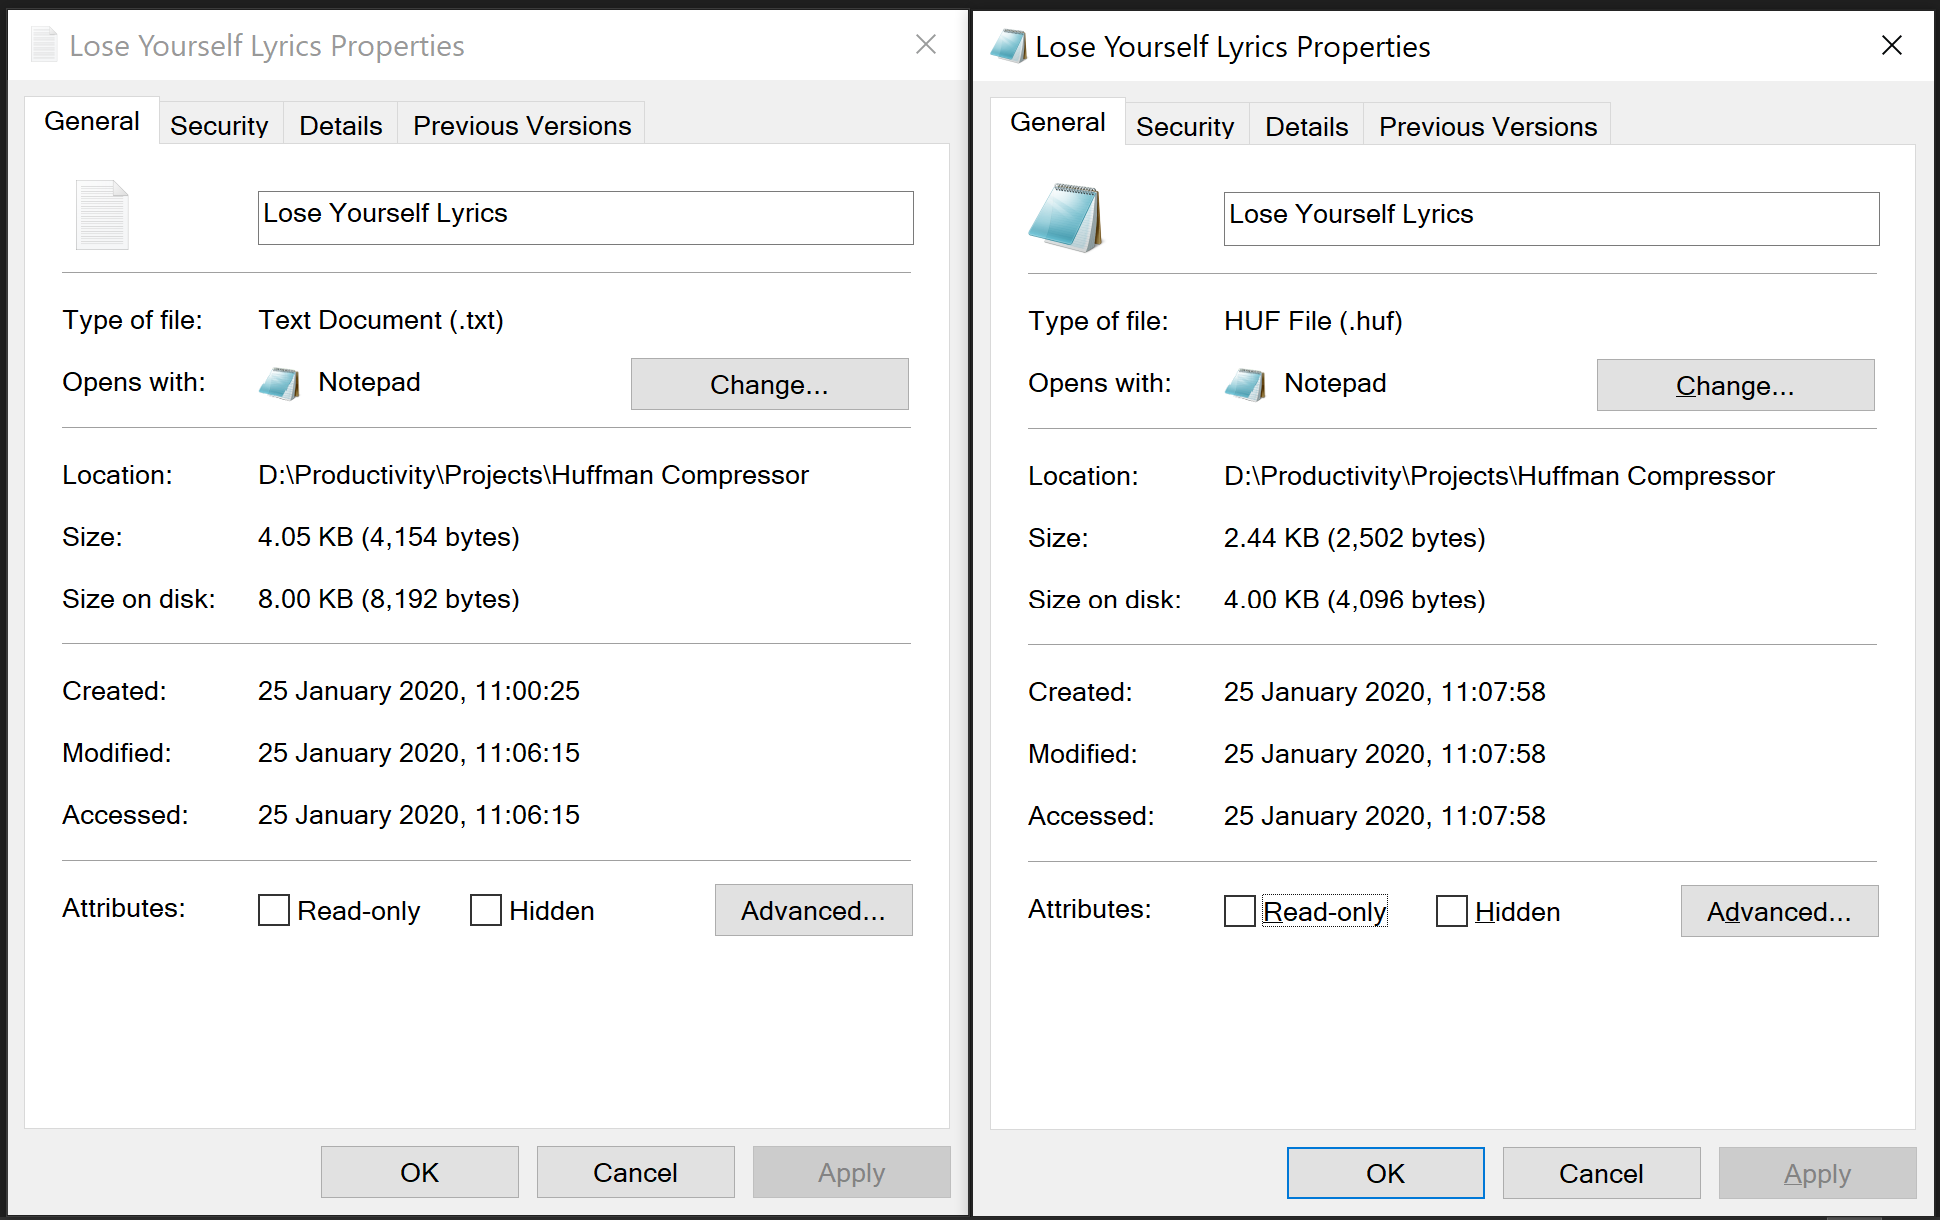 Lose Yourself Lyrics Properties
General Security Details Previous Versions
Lose Yourself Lyrics
Type of file: Text Document (.txt)
Opens with: Notepad Change...
Location: D:\Productivity\Projects\Huffman Compressor
Size: 4.05 KB (4,154 bytes)
Size on disk: 8.00 KB (8,192 bytes)
Created: 25 January 2020, 11:00:25
Modified: 25 January 2020, 11:06:15
Accessed: 25 January 2020, 11:06:15
Attributes: Read-only Hidden Advanced...
OK Cancel Apply
Lose Yourself Lyrics Properties
General Security Details Previous Versions
Lose Yourself Lyrics
Type of file: HUF File (.huf)
Opens with: Notepad Change...
Location: D:\Productivity\Projects\Huffman Compressor
Size: 2.44 KB (2,502 bytes)
Size on disk: 4.00 KB (4,096 bytes)
Created: 25 January 2020, 11:07:58
Modified: 25 January 2020, 11:07:58
Accessed: 25 January 2020, 11:07:58
Attributes: Read-only Hidden Advanced...
OK Cancel Apply